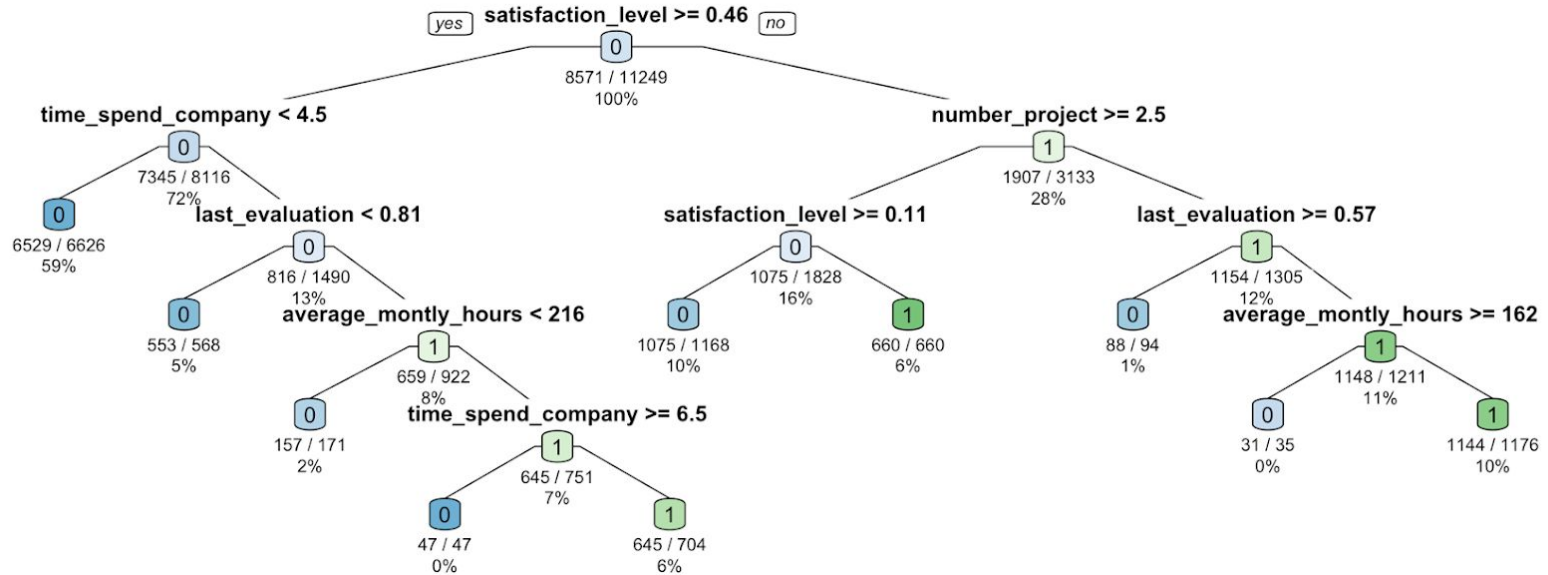 yes satisfaction_level >= 0.46 no
0
8571 / 11249
100%
time_spend_company < 4.5 number_project >= 2.5
0 1
7345 / 8116 1907 / 3133
72% 28%
last_evaluation < 0.81 satisfaction_level >= 0.11 last_evaluation >= 0.57
0 0 0 1
6529 / 6626 816 / 1490 1075 / 1828 1154 / 1305
59% 13% 16% 12%
average_montly_hours < 216 average_montly_hours >= 162
0 1 0 1 0 1
553 / 568 659 / 922 1075 / 1168 660 / 660 88 / 94 1148 / 1211
5% 8% 10% 6% 1% 11%
time_spend_company >= 6.5
0 1 0 1
157 / 171 645 / 751 31 / 35 1144 / 1176
2% 7% 0% 10%
0 1
47 / 47 645 / 704
0% 6%